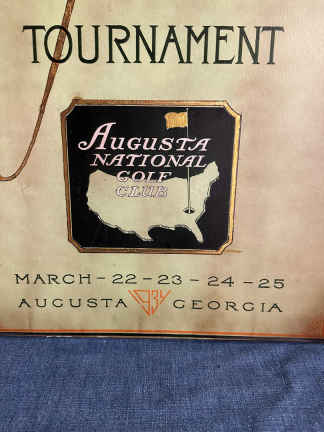 TOURNAMENT
AUGUSTA
NATIONAL
GOLF
CLUB
MARCH - 22 - 23 - 24 - 25
AUGUSTA 1934 GEORGIA